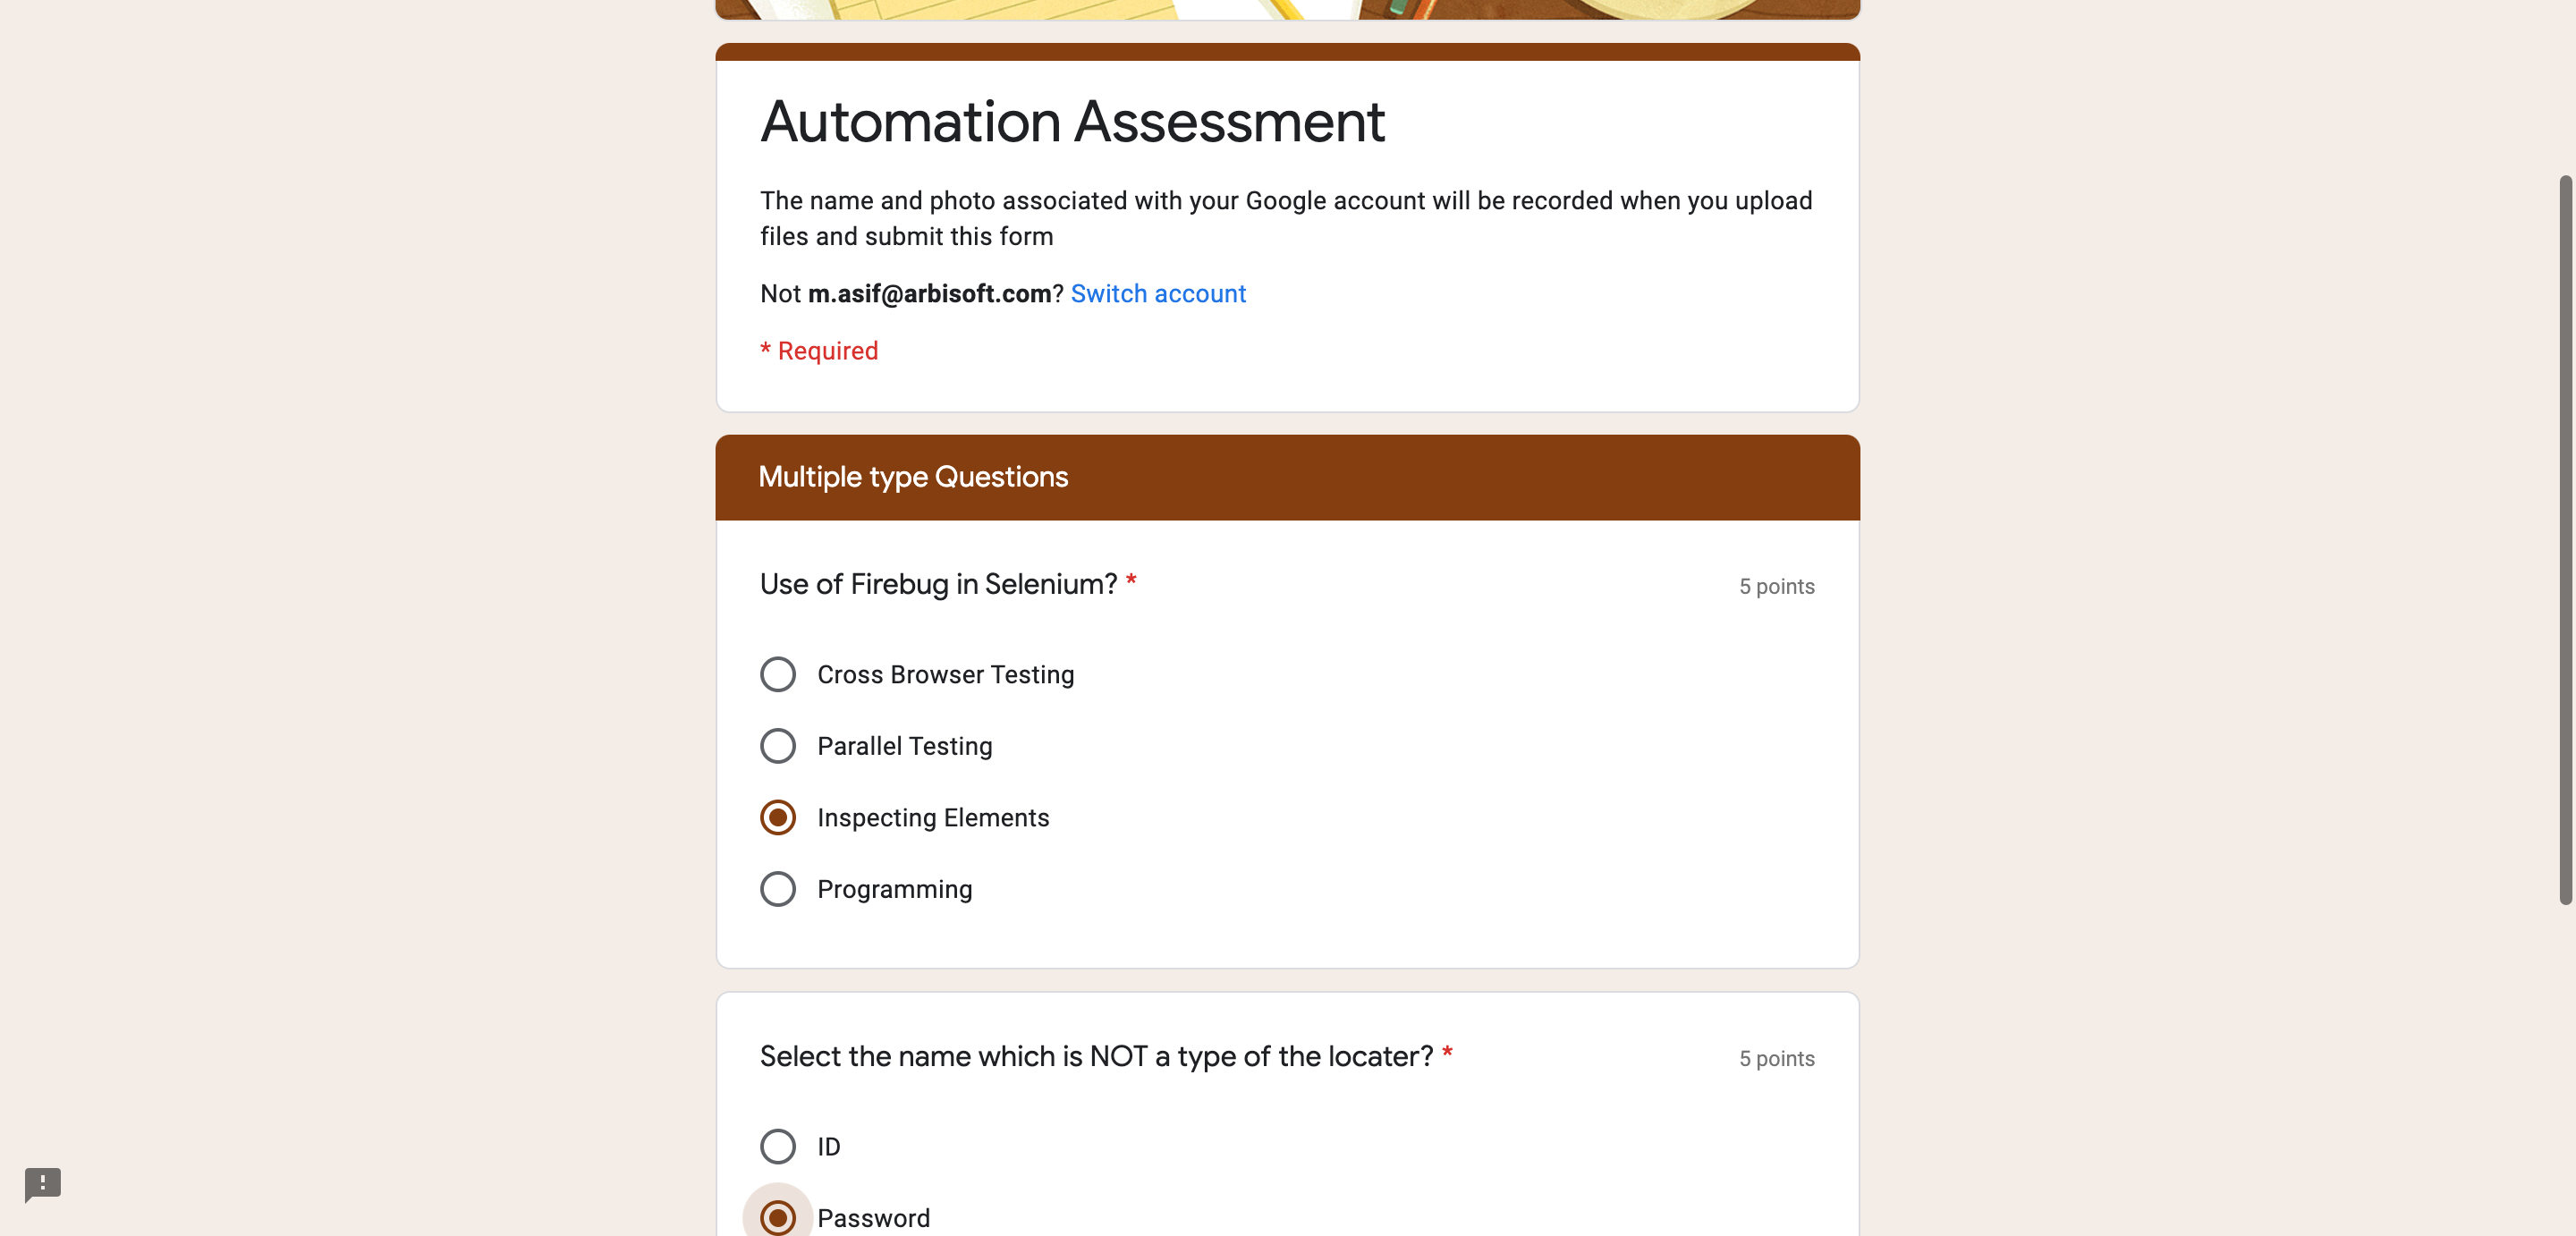 Automation Assessment
The name and photo associated with your Google account will be recorded when you upload
files and submit this form
Not m.asif@arbisoft.com? Switch account
* Required
Multiple type Questions
Use of Firebug in Selenium? *
5 points
Cross Browser Testing
Parallel Testing
Inspecting Elements
Programming
Select the name which is NOT a type of the locater? *
5 points
ID
Password